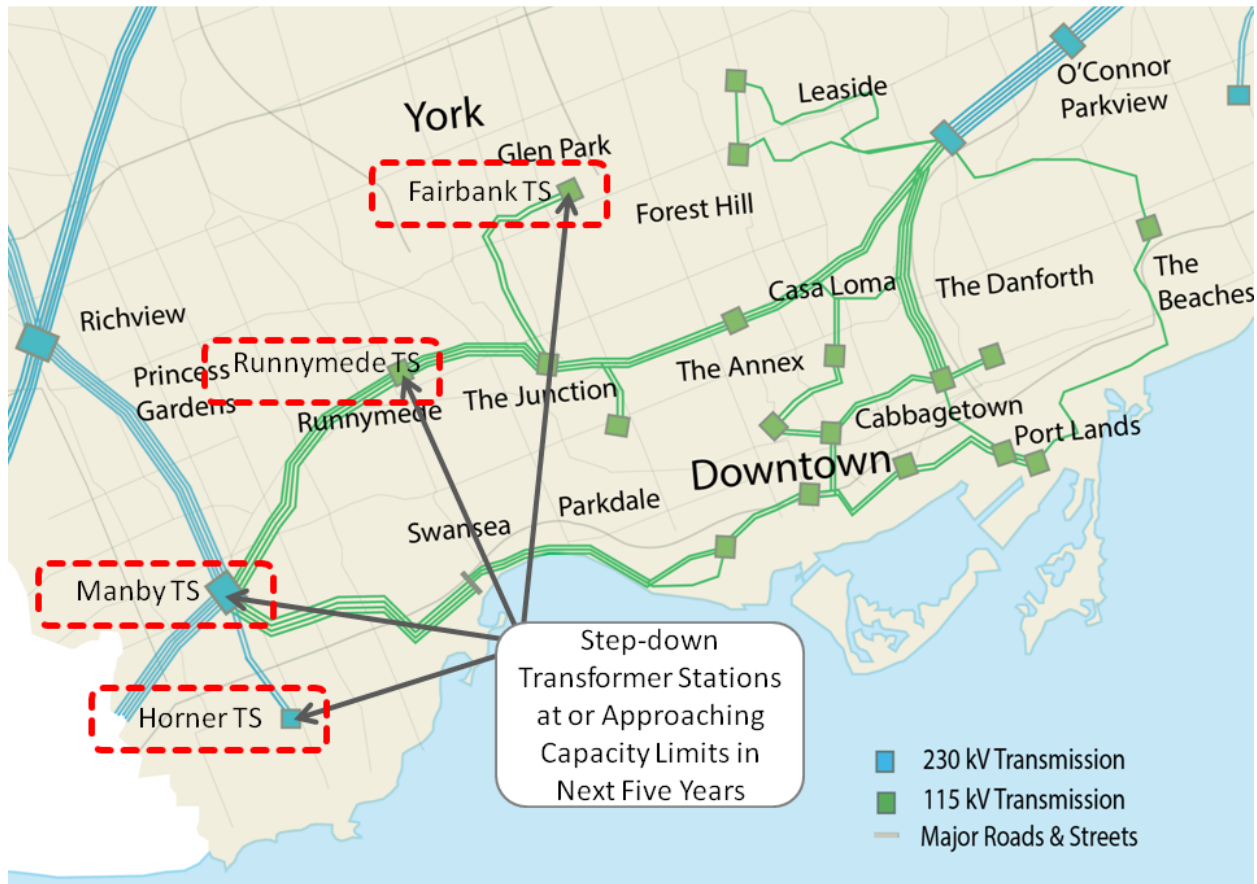 O'Connor
Parkview
Leaside
York
Glen Park
Fairbank TS
Forest Hill
The Danforth
The
Beaches
Casa Loma
Richview
Princess
Gardens
Runnymede TS
Runnymede
The Junction
The Annex
Cabbagetown
Port Lands
Downtown
Parkdale
Swansea
Manby TS
Horner TS
Step-down
Transformer Stations
at or Approaching
Capacity Limits in
Next Five Years
230 kV Transmission
115 kV Transmission
Major Roads & Streets